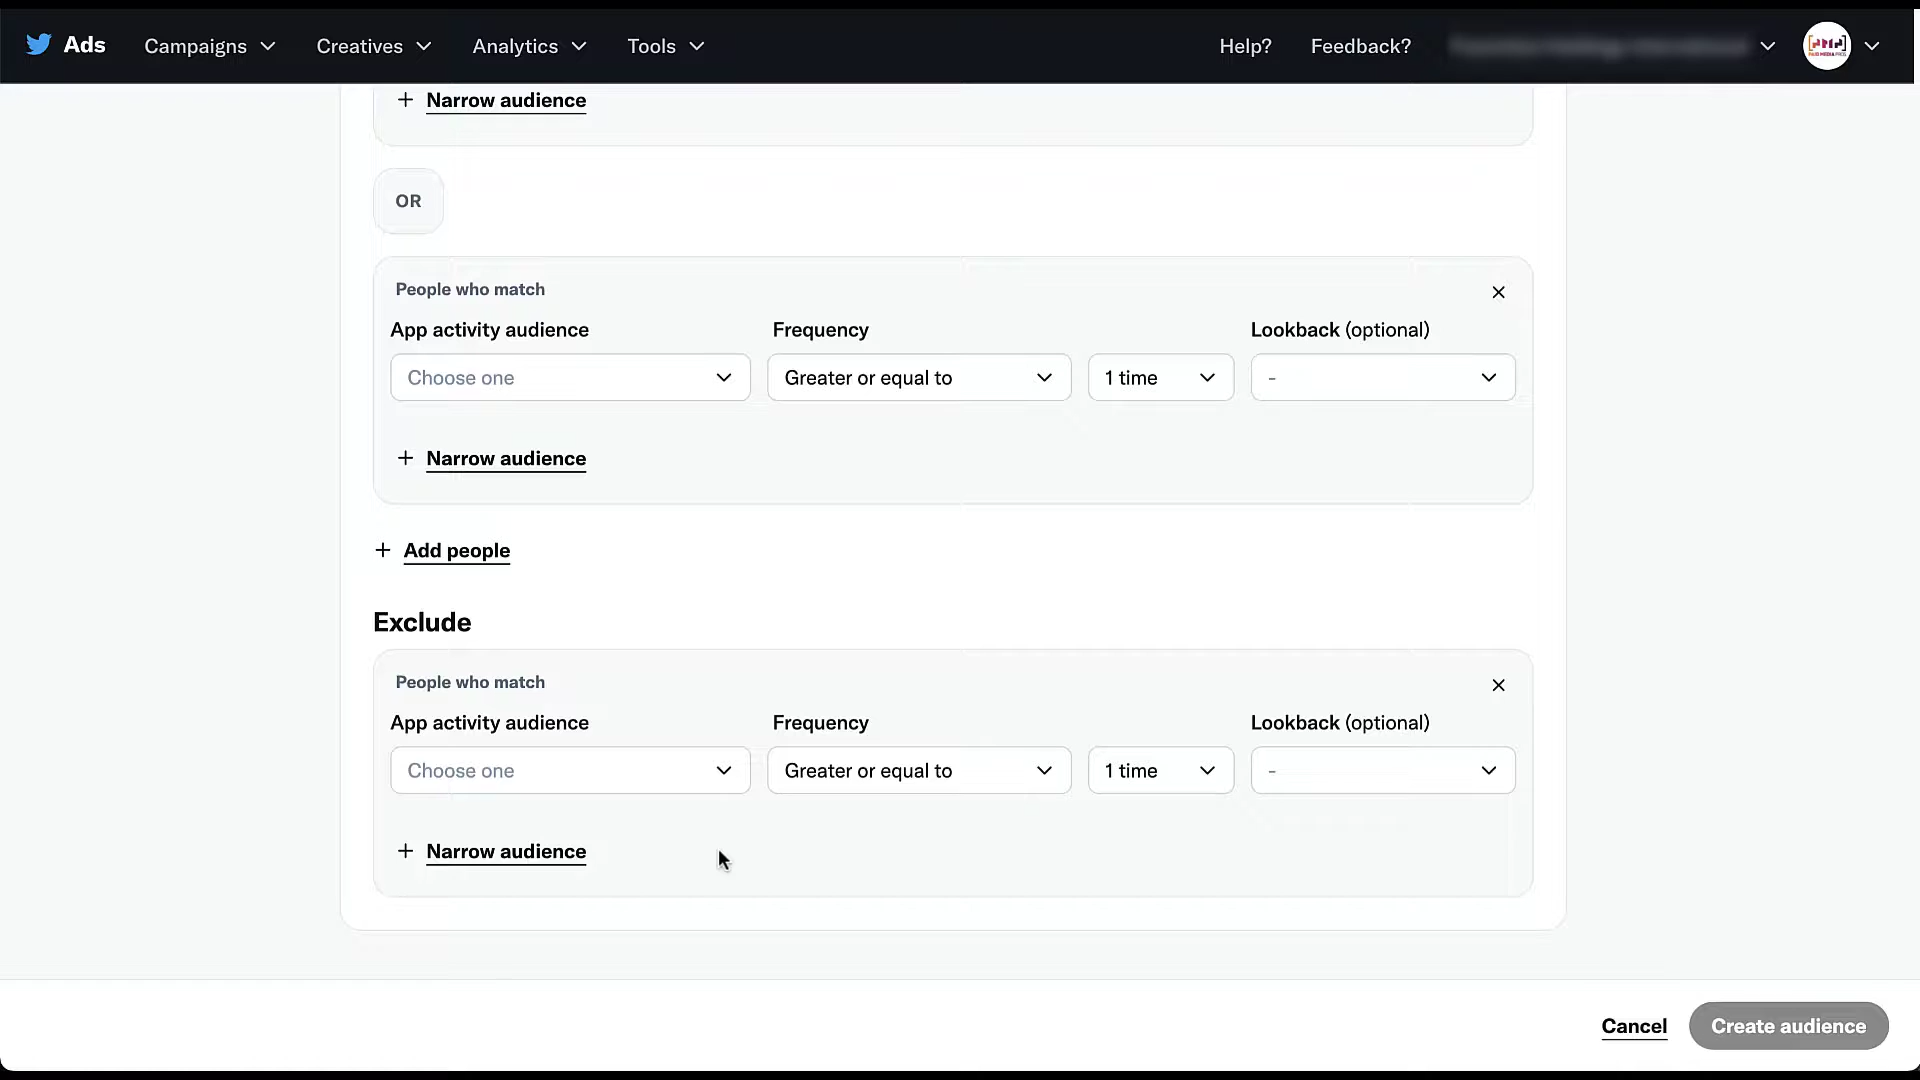 Ads Campaigns Creatives Analytics Tools Help? Feedback?
+ Narrow audience
OR
People who match
App activity audience Frequency Lookback (optional)
Choose one Greater or equal to 1 time -
+ Narrow audience
+ Add people
Exclude
People who match
App activity audience Frequency Lookback (optional)
Choose one Greater or equal to 1 time -
+ Narrow audience
Cancel Create audience